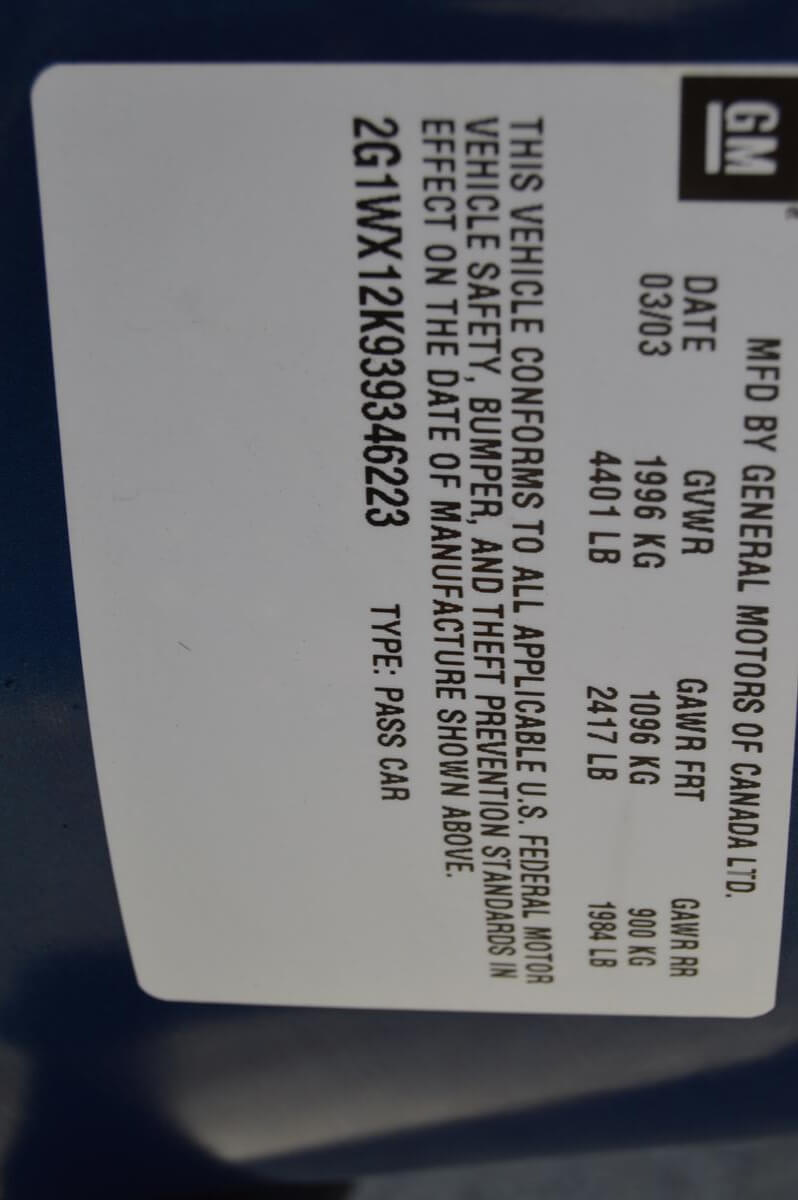 GM
MFD BY GENERAL MOTORS OF CANADA LTD.
DATE GVWR GAWR FRT GAWR RR
03/03 1996 KG 1096 KG 900 KG
4401 LB 2417 LB 1984 LB
THIS VEHICLE CONFORMS TO ALL APPLICABLE U.S. FEDERAL MOTOR
VEHICLE SAFETY, BUMPER, AND THEFT PREVENTION STANDARDS IN
EFFECT ON THE DATE OF MANUFACTURE SHOWN ABOVE.
2G1WX12K939346223 TYPE: PASS CAR